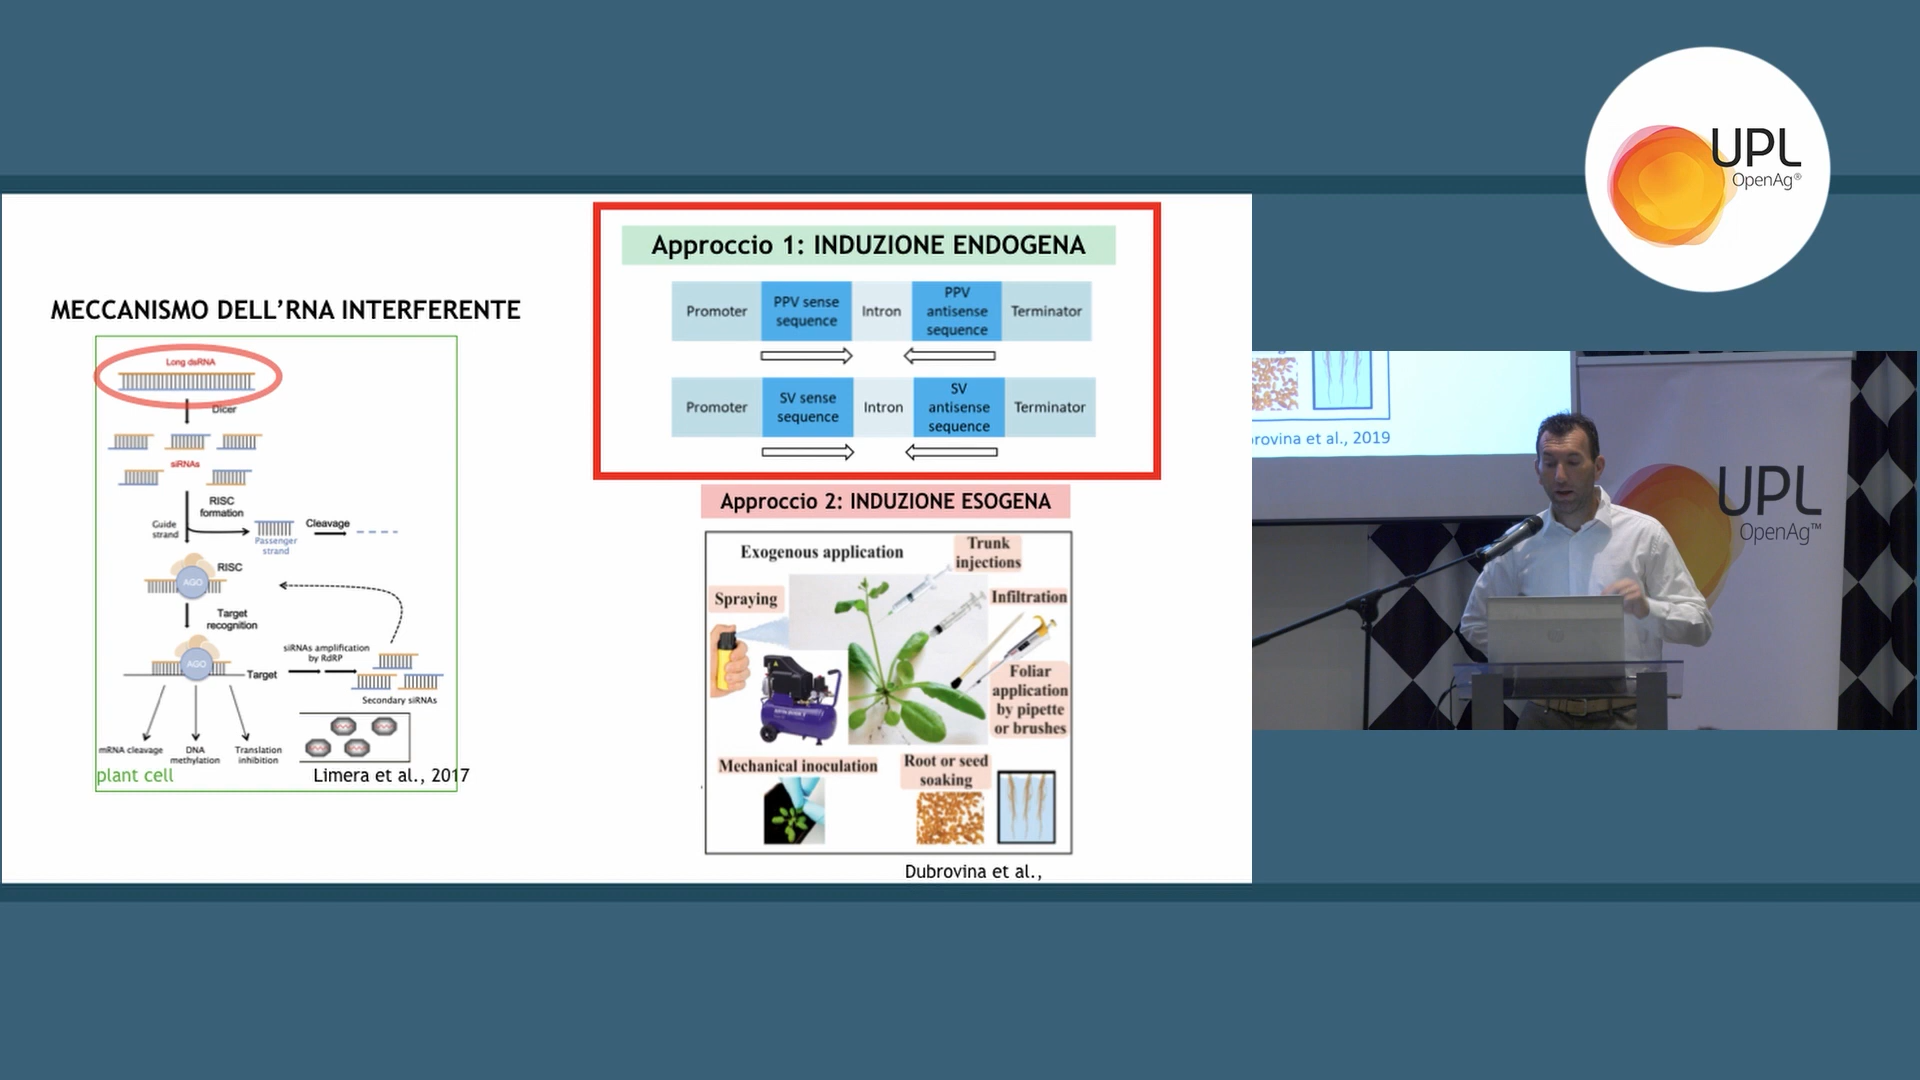 UPL
OpenAg®
MECCANISMO DELL'RNA INTERFERENTE
Long dsRNA
Dicer
siRNAs
RISC
formation
Guide
strand
Passenger
strand
Cleavage
RISC
AGO
Target
recognition
AGO
Target
siRNAs amplification
by RdRP
Secondary siRNAs
mRNA cleavage
DNA
methylation
Translation
inhibition
plant cell
Limera et al., 2017
Approccio 1: INDUZIONE ENDOGENA
Promoter
PPV sense
sequence
Intron
PPV
antisense
sequence
Terminator
Promoter
SV sense
sequence
Intron
SV
antisense
sequence
Terminator
Approccio 2: INDUZIONE ESOGENA
Exogenous application
Trunk
injections
Spraying
Infiltration
Foliar
application
by pipette
or brushes
Mechanical inoculation
Root or seed
soaking
Dubrovina et al.,
rovina et al., 2019
UPL
OpenAg™